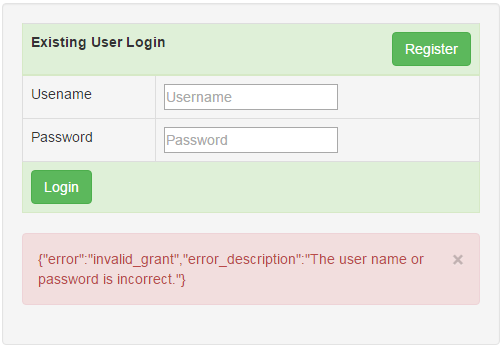 Existing User Login
Register
Usename
Username
Password
Password
Login
{"error":"invalid_grant","error_description":"The user name or
password is incorrect."}
×